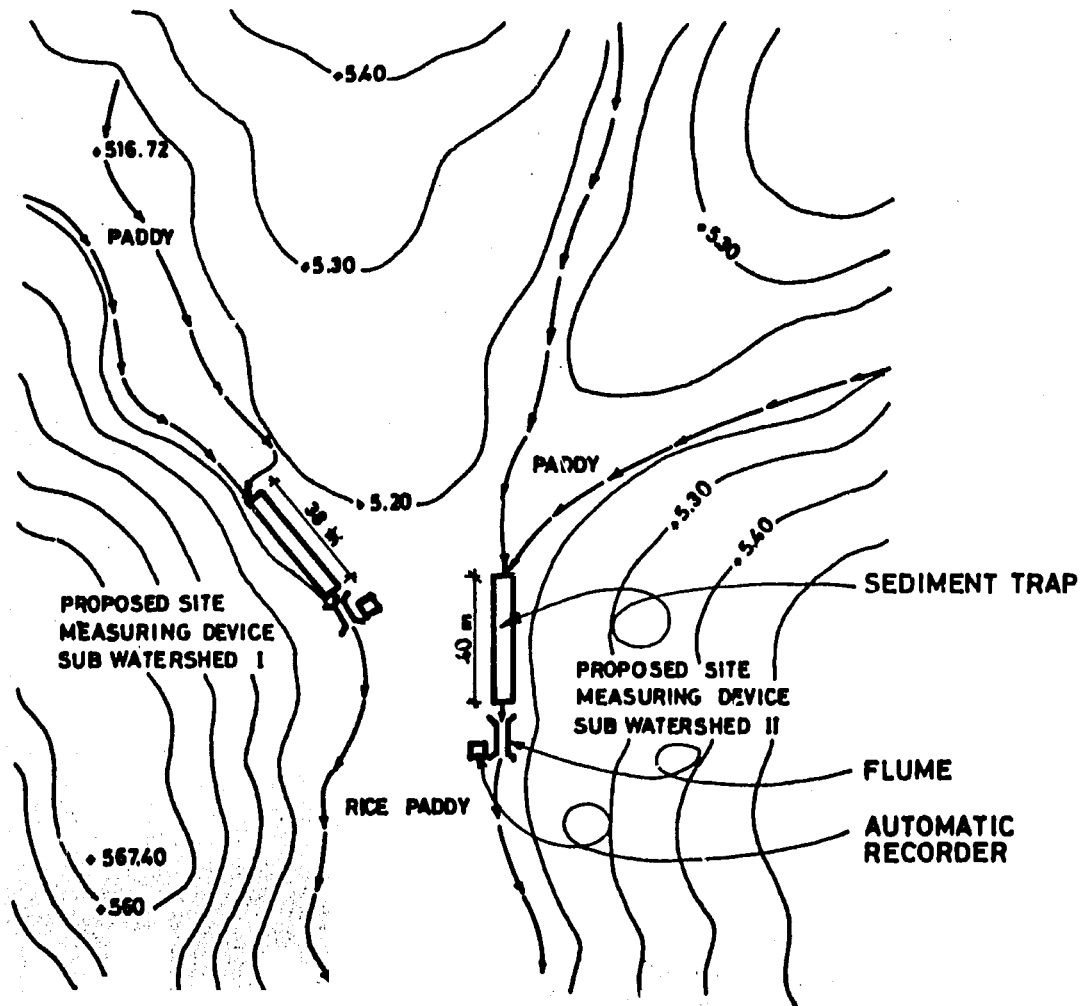 +5.40
+516.72
PADDY
+5.30
+5.30
PADDY
+5.20
38 m
+5.30
+5.40
SEDIMENT TRAP
PROPOSED SITE
MEASURING DEVICE
SUB WATERSHED I
40 m
PROPOSED SITE
MEASURING DEVICE
SUB WATERSHED II
FLUME
RICE PADDY
AUTOMATIC
RECORDER
+567.40
+560